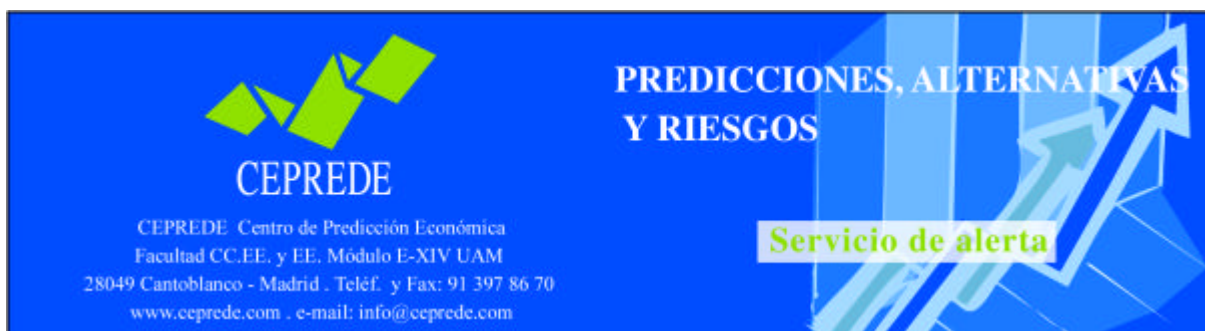 CEPREDE
CEPREDE Centro de Predicción Económica
Facultad CC.EE. y EE. Módulo E-XIV UAM
28049 Cantoblanco - Madrid . Teléf. y Fax: 91 397 86 70
www.ceprede.com . e-mail: info@ceprede.com
PREDICCIONES, ALTERNATIVAS
Y RIESGOS
Servicio de alerta